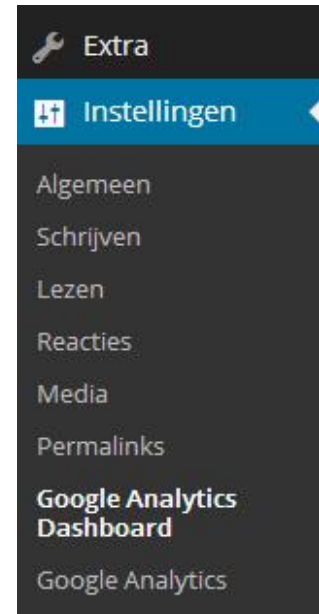 Extra
Instellingen
Algemeen
Schrijven
Lezen
Reacties
Media
Permalinks
Google Analytics
Dashboard
Google Analytics